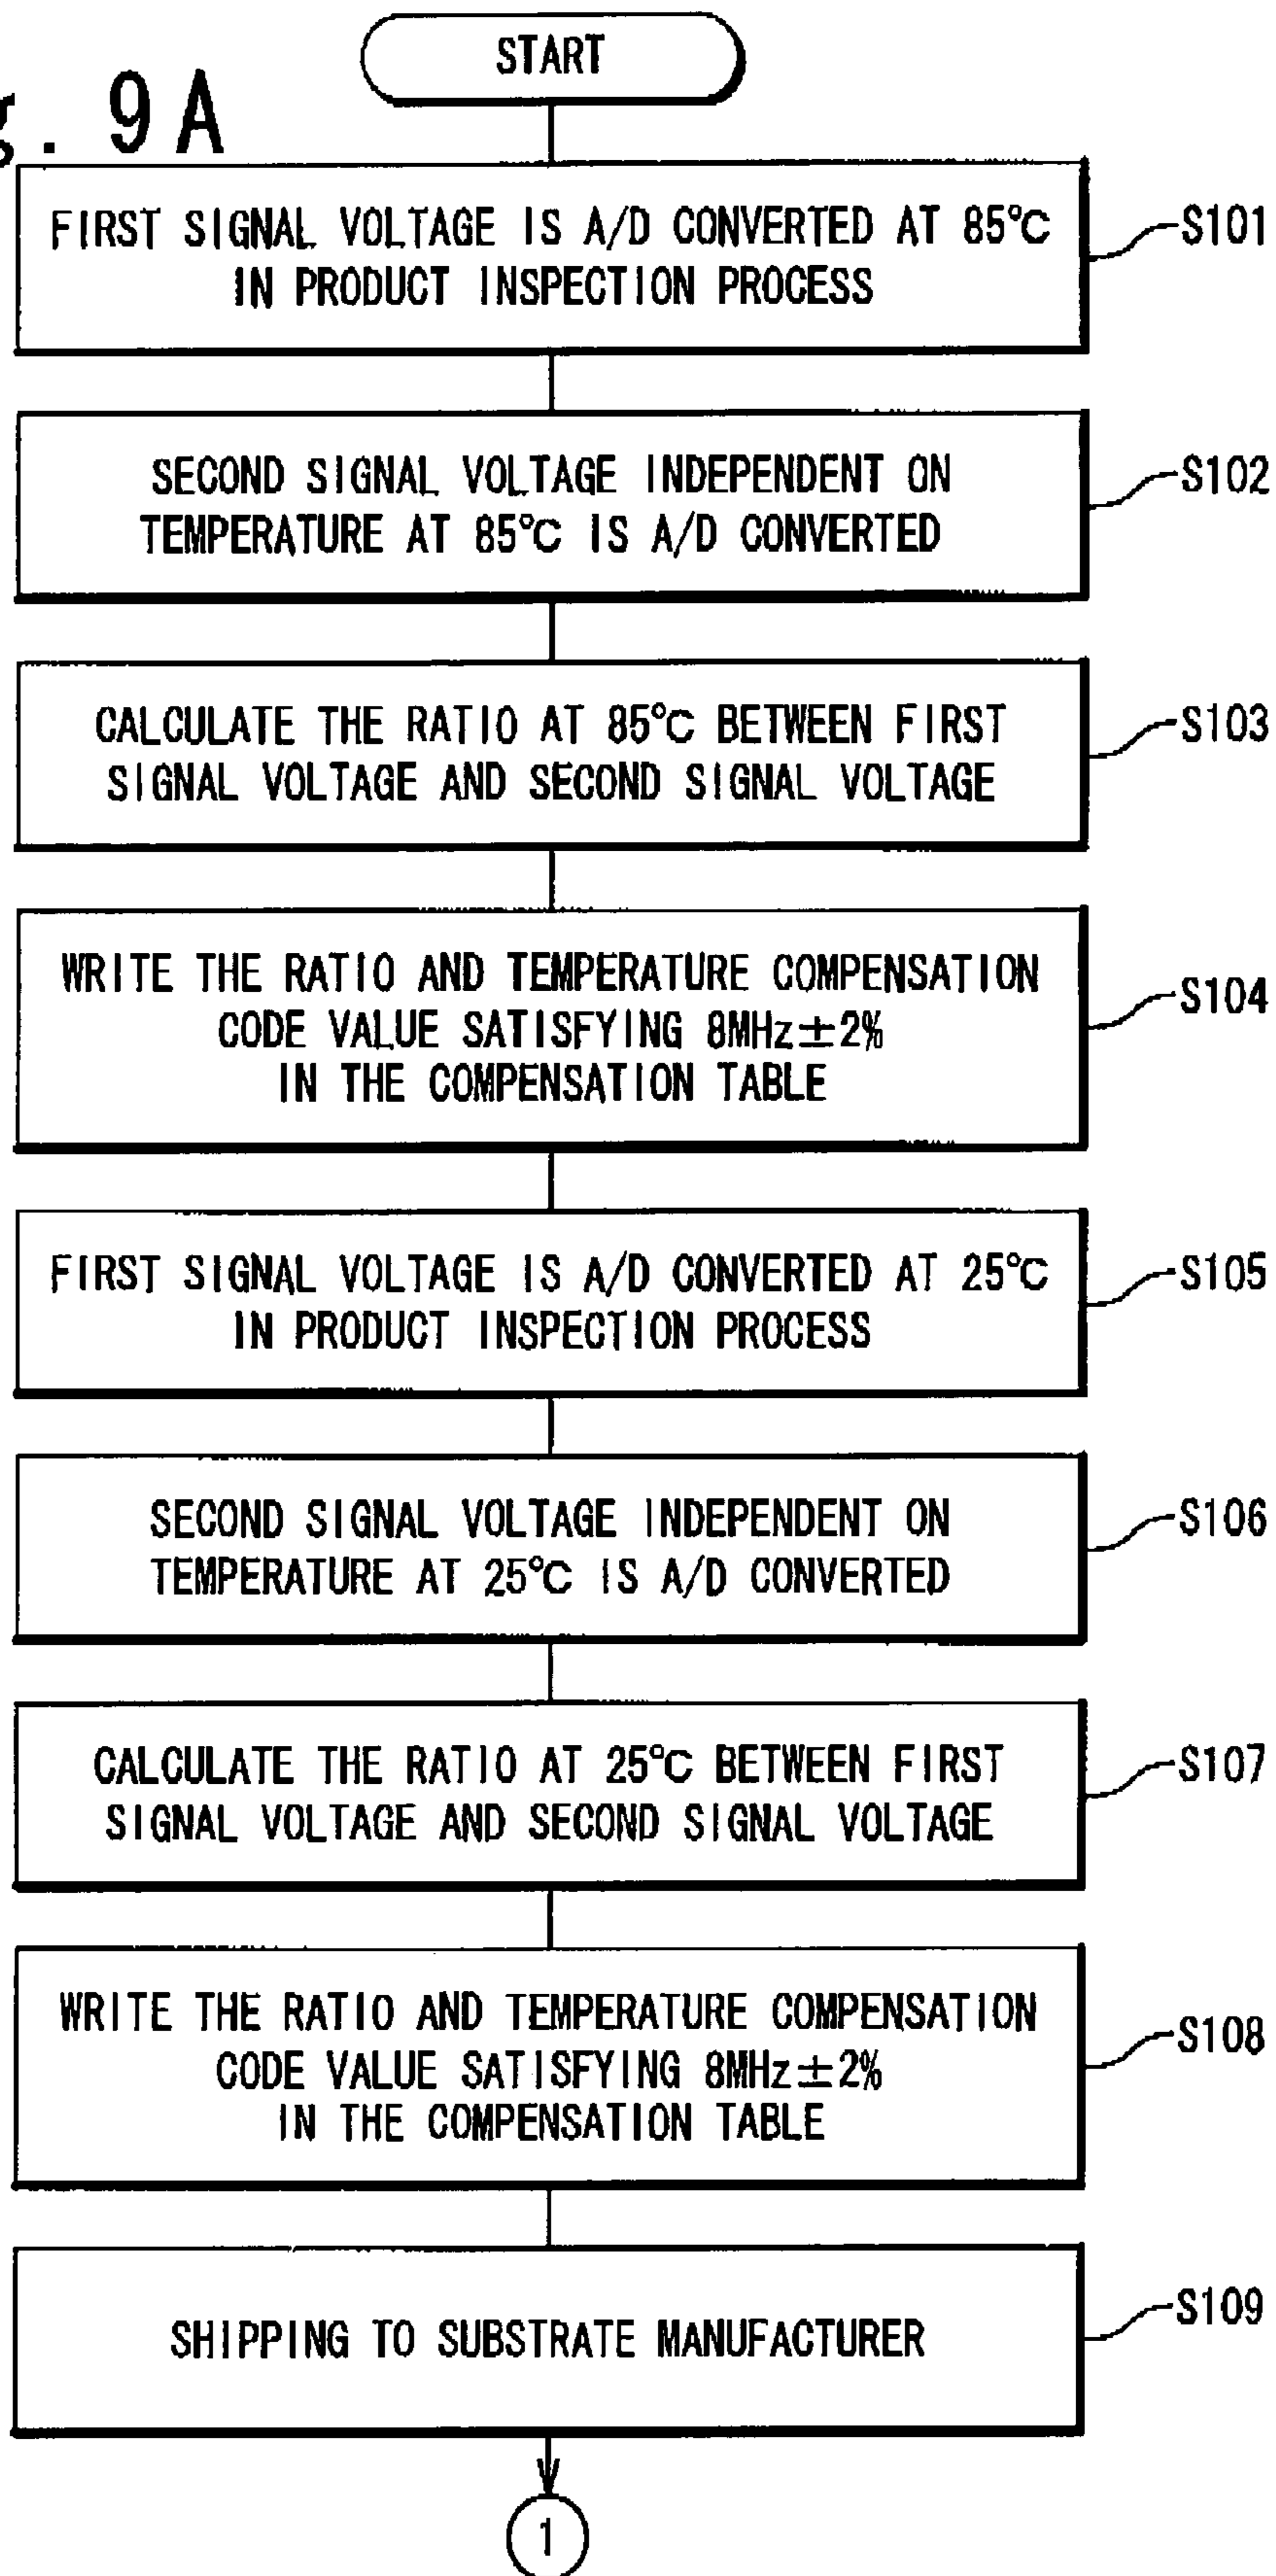 START
g. 9A
FIRST SIGNAL VOLTAGE IS A/D CONVERTED AT 85℃
IN PRODUCT INSPECTION PROCESS
S101
SECOND SIGNAL VOLTAGE INDEPENDENT ON
TEMPERATURE AT 85℃ IS A/D CONVERTED
S102
CALCULATE THE RATIO AT 85℃ BETWEEN FIRST
SIGNAL VOLTAGE AND SECOND SIGNAL VOLTAGE
S103
WRITE THE RATIO AND TEMPERATURE COMPENSATION
CODE VALUE SATISFYING 8MHz±2%
IN THE COMPENSATION TABLE
S104
FIRST SIGNAL VOLTAGE IS A/D CONVERTED AT 25℃
IN PRODUCT INSPECTION PROCESS
S105
SECOND SIGNAL VOLTAGE INDEPENDENT ON
TEMPERATURE AT 25℃ IS A/D CONVERTED
S106
CALCULATE THE RATIO AT 25℃ BETWEEN FIRST
SIGNAL VOLTAGE AND SECOND SIGNAL VOLTAGE
S107
WRITE THE RATIO AND TEMPERATURE COMPENSATION
CODE VALUE SATISFYING 8MHz±2%
IN THE COMPENSATION TABLE
S108
SHIPPING TO SUBSTRATE MANUFACTURER
S109
1